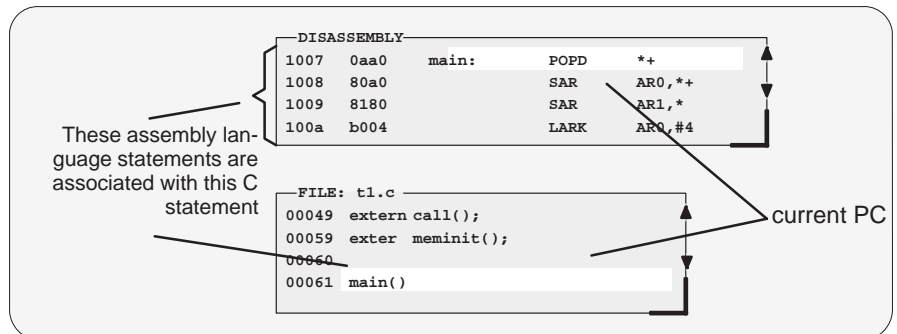 DISASSEMBLY
1007 0aa0 main: POPD *+
1008 80a0 SAR AR0,*+
1009 8180 SAR AR1,*
100a b004 LARK AR0,#4
These assembly lan-
guage statements are
associated with this C
statement
FILE: t1.c
00049 extern call();
00059 exter meminit();
00060
00061 main()
current PC